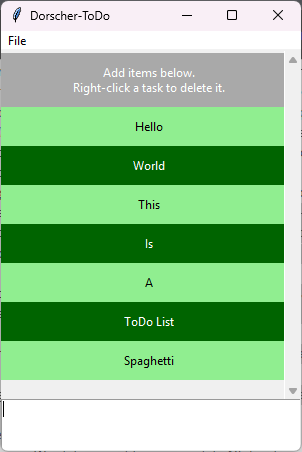 Dorscher-ToDo
File
Add items below.
Right-click a task to delete it.
Hello
World
This
Is
A
ToDo List
Spaghetti